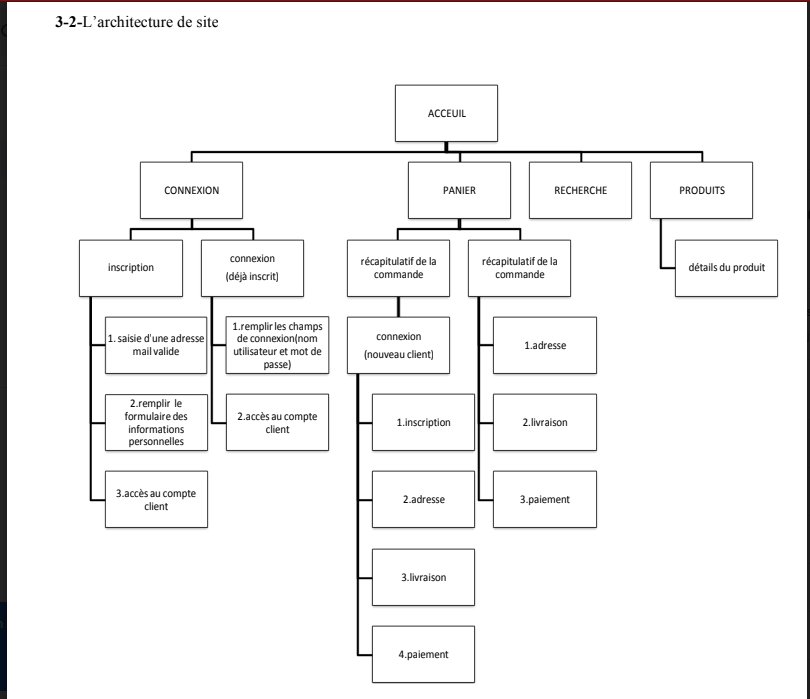 3-2-L'architecture de site
ACCEUIL
CONNEXION
PANIER
RECHERCHE
PRODUITS
inscription
connexion
(déjà inscrit)
récapitulatif de la
commande
récapitulatif de la
commande
détails du produit
1. saisie d'une adresse
mail valide
1.remplir les champs
de connexion(nom
utilisateur et mot de
passe)
connexion
(nouveau client)
1.adresse
2.remplir le
formulaire des
informations
personnelles
2.accès au compte
client
1.inscription
2.livraison
3.accès au compte
client
2.adresse
3.paiement
3.livraison
4.paiement